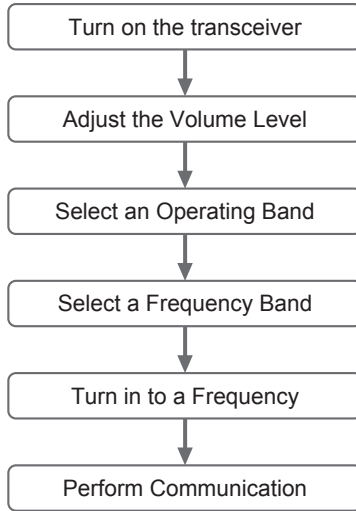 Turn on the transceiver
Adjust the Volume Level
Select an Operating Band
Select a Frequency Band
Turn in to a Frequency
Perform Communication